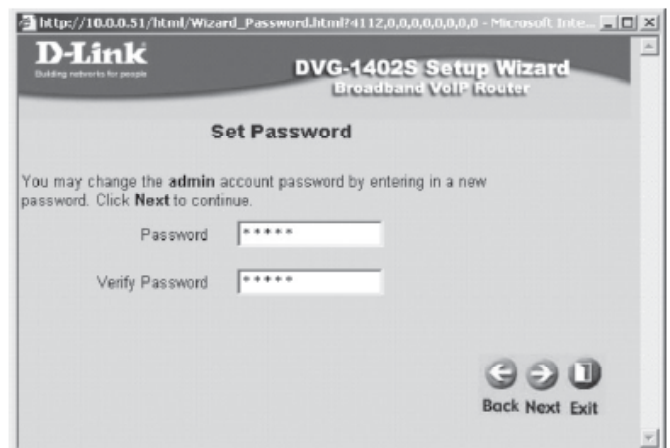 http://10.0.0.51/html/Wizard_Password.html?4112,0,0,0,0,0,0,0,0 - Microsoft Inte...
D-Link
Building networks for people
DVG-1402S Setup Wizard
Broadband VoIP Router
Set Password
You may change the admin account password by entering in a new
password. Click Next to continue.
Password *****
Verify Password *****
Back Next Exit